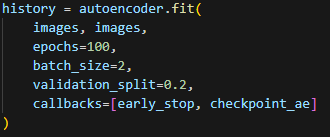 history = autoencoder.fit(
    images, images,
    epochs=100,
    batch_size=2,
    validation_split=0.2,
    callbacks=[early_stop, checkpoint_ae]
)